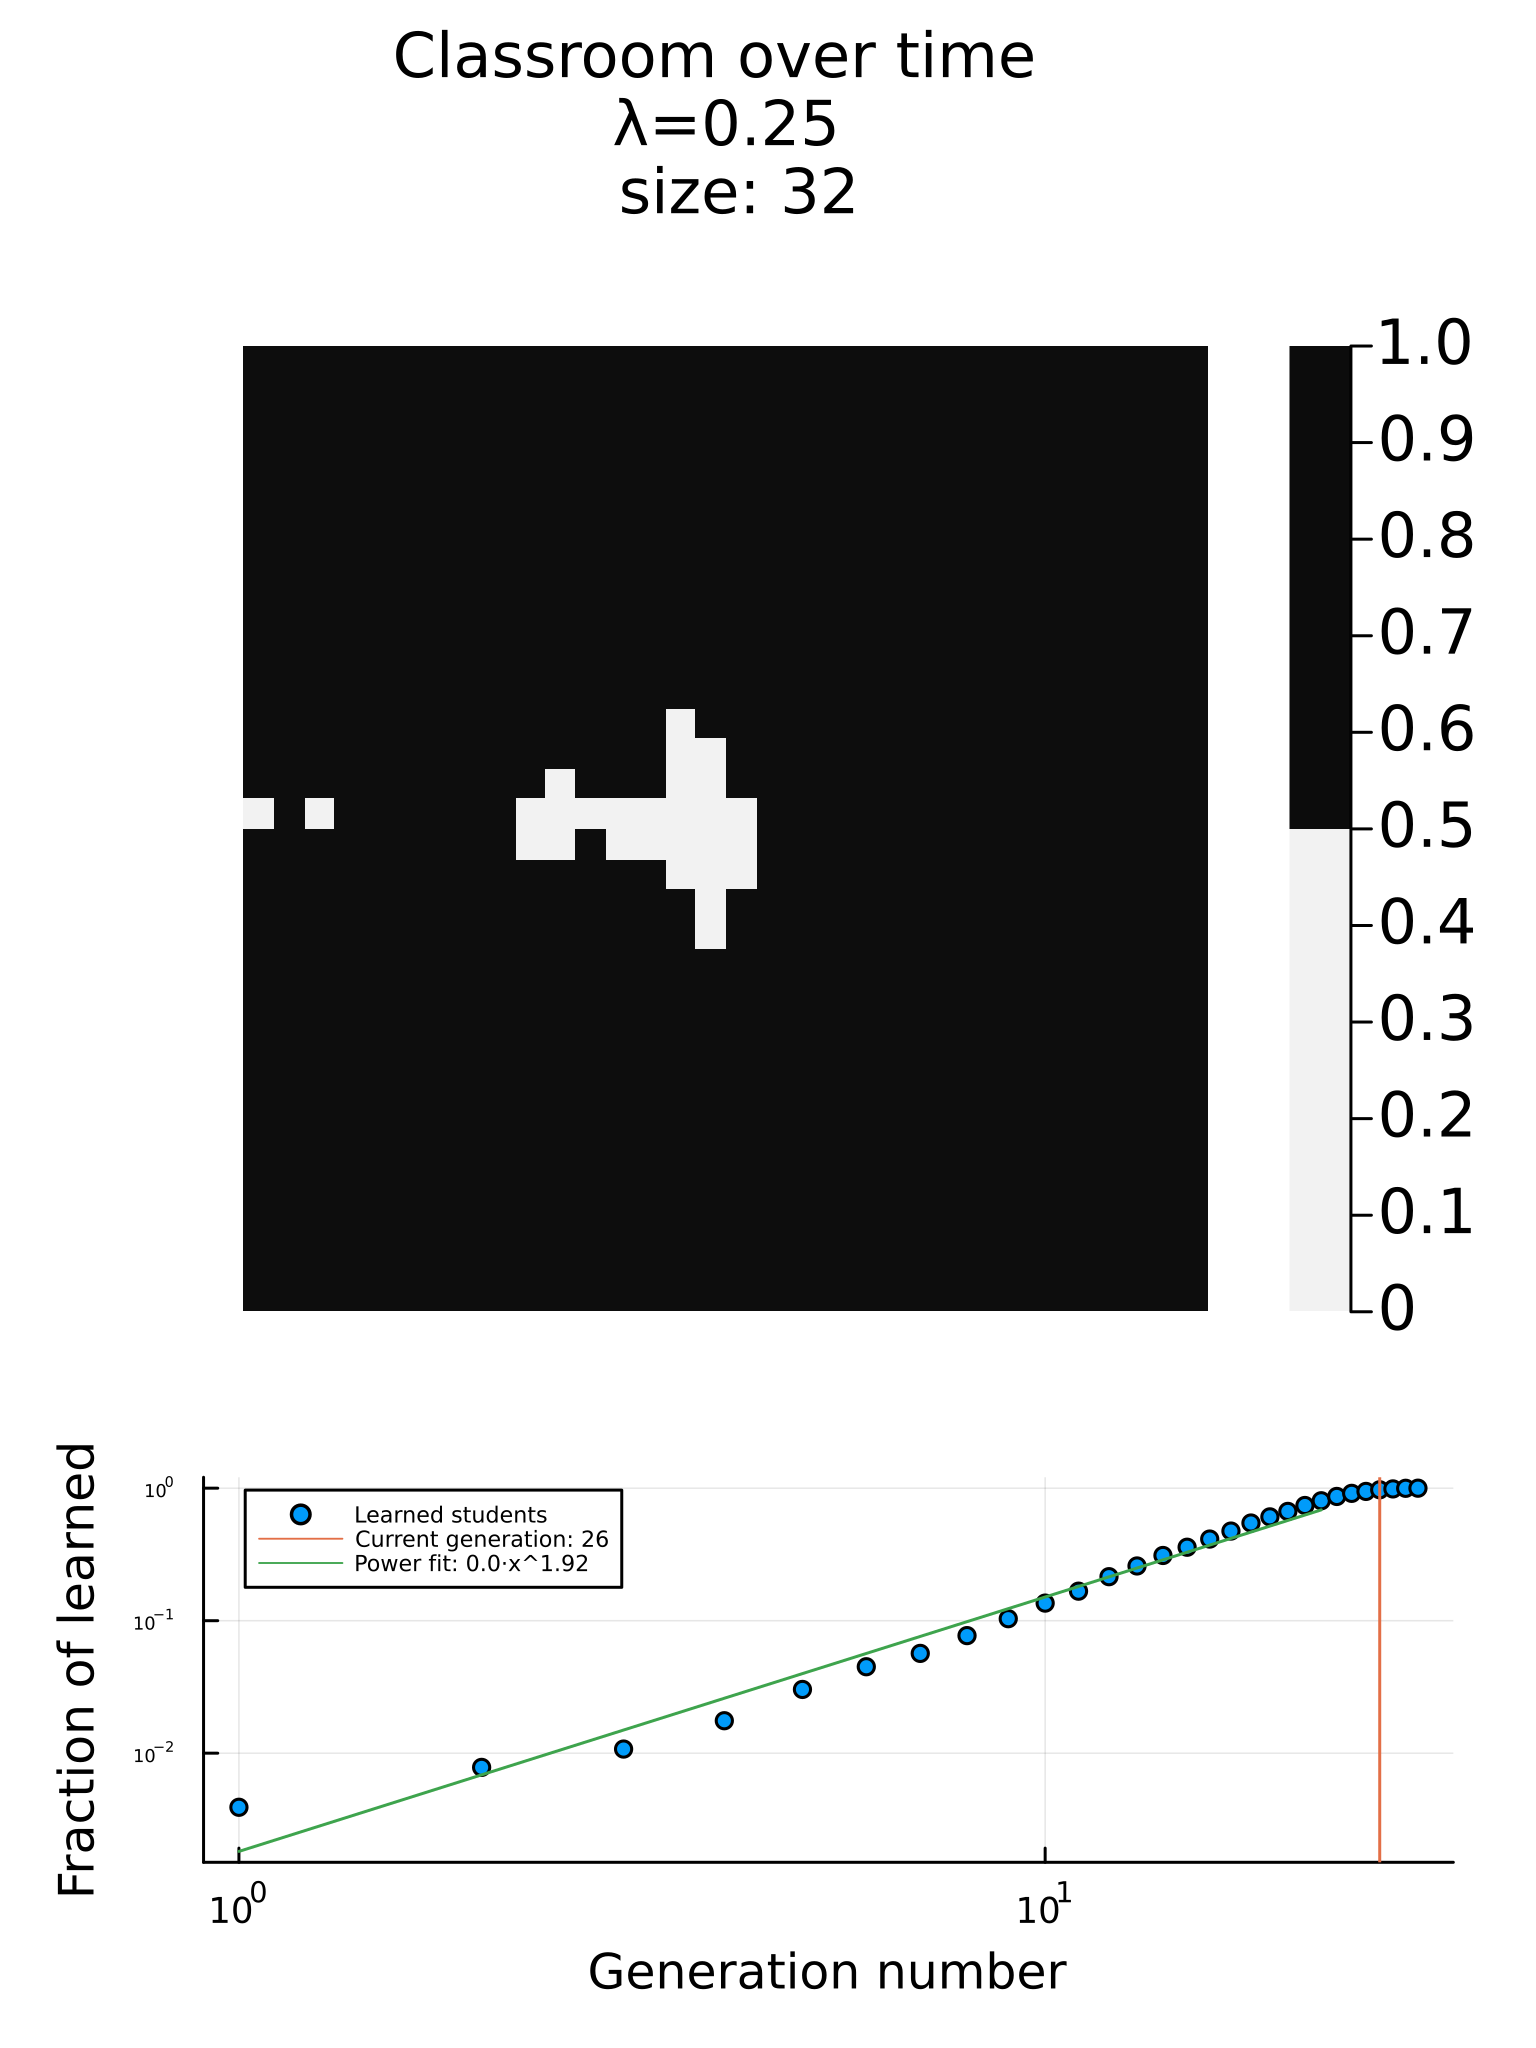 Classroom over time
λ=0.25
size: 32
1.0
0.9
0.8
0.7
0.6
0.5
0.4
0.3
0.2
0.1
0
Fraction of learned
10^0
10^-1
10^-2
Learned students
Current generation: 26
Power fit: 0.0·x^1.92
10^0
10^1
Generation number